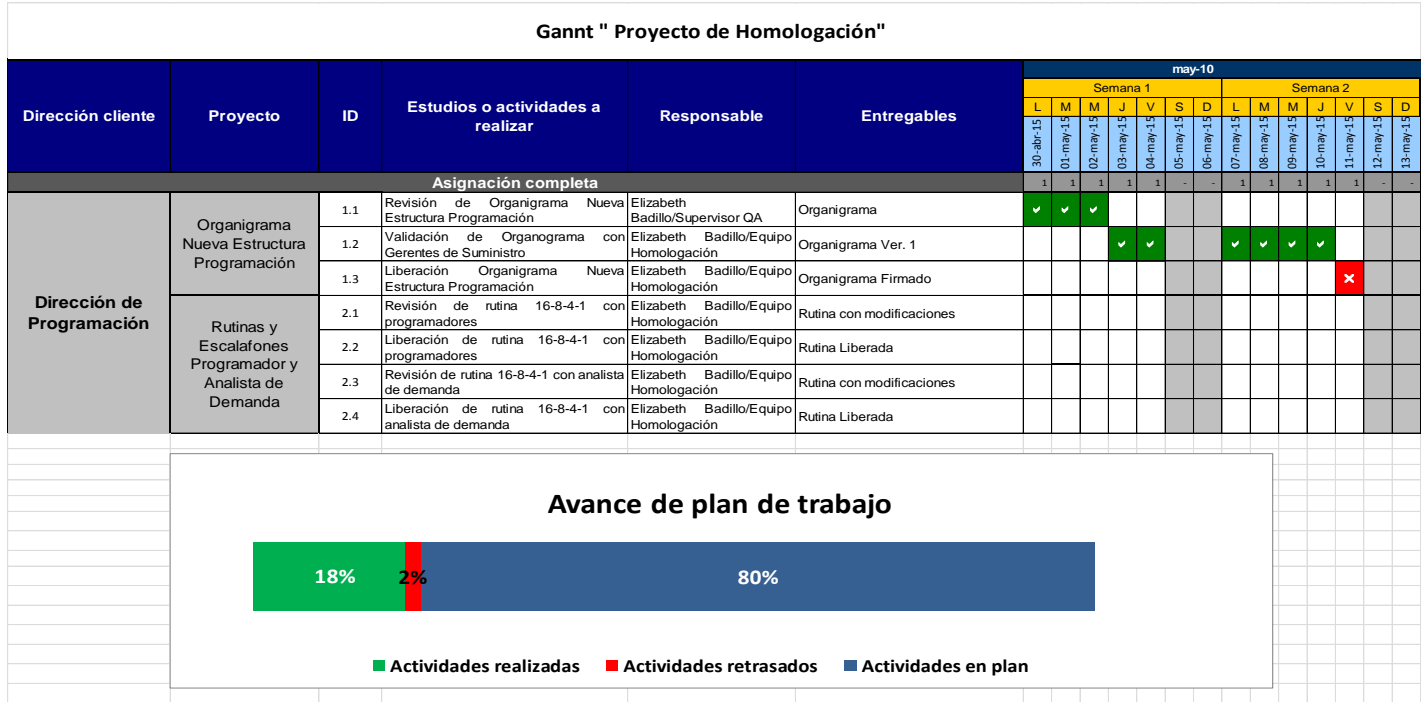 Gannt " Proyecto de Homologación"
may-10
Semana 1 Semana 2
Dirección cliente Proyecto ID Estudios o actividades a realizar Responsable Entregables
L M M J V S D L M M J V S D
30-abr-15 01-may-15 02-may-15 03-may-15 04-may-15 05-may-15 06-may-15 07-may-15 08-may-15 09-may-15 10-may-15 11-may-15 12-may-15 13-may-15
Asignación completa 1 1 1 1 1 - - 1 1 1 1 1 - -
Dirección de
Programación
Organigrama
Nueva Estructura
Programación
1.1 Revisión de Organigrama Nueva Estructura Programación Elizabeth Badillo/Supervisor QA Organigrama
1.2 Validación de Organograma con Gerentes de Suministro Elizabeth Badillo/Equipo Homologación Organigrama Ver. 1
1.3 Liberación Organigrama Nueva Estructura Programación Elizabeth Badillo/Equipo Homologación Organigrama Firmado
Rutinas y
Escalafones
Programador y
Analista de
Demanda
2.1 Revisión de rutina 16-8-4-1 con programadores Elizabeth Badillo/Equipo Homologación Rutina con modificaciones
2.2 Liberación de rutina 16-8-4-1 con programadores Elizabeth Badillo/Equipo Homologación Rutina Liberada
2.3 Revisión de rutina 16-8-4-1 con analista de demanda Elizabeth Badillo/Equipo Homologación Rutina con modificaciones
2.4 Liberación de rutina 16-8-4-1 con analista de demanda Elizabeth Badillo/Equipo Homologación Rutina Liberada
Avance de plan de trabajo
18% 2% 80%
Actividades realizadas Actividades retrasados Actividades en plan